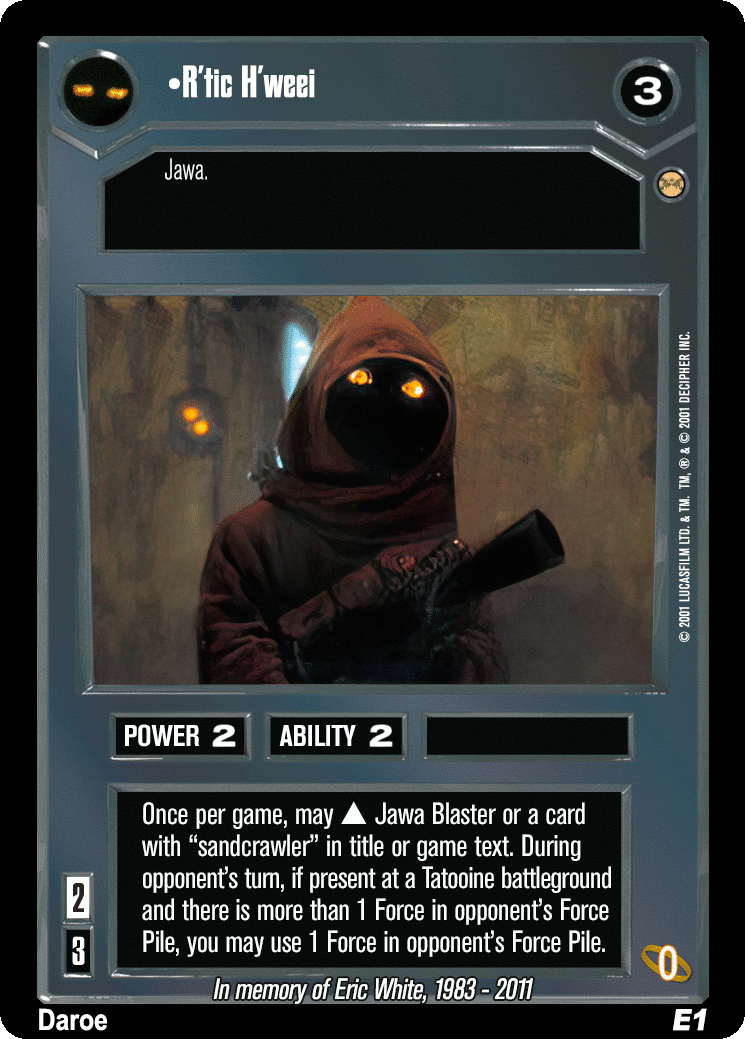 •R'tic H'weei
3
Jawa.
© 2001 LUCASFILM LTD. & TM. TM, ® & © 2001 DECIPHER INC.
POWER 2
ABILITY 2
Once per game, may ▲ Jawa Blaster or a card
with “sandcrawler” in title or game text. During
opponent’s turn, if present at a Tatooine battleground
and there is more than 1 Force in opponent’s Force
Pile, you may use 1 Force in opponent’s Force Pile.
2
3
0
In memory of Eric White, 1983 - 2011
Daroe
E1